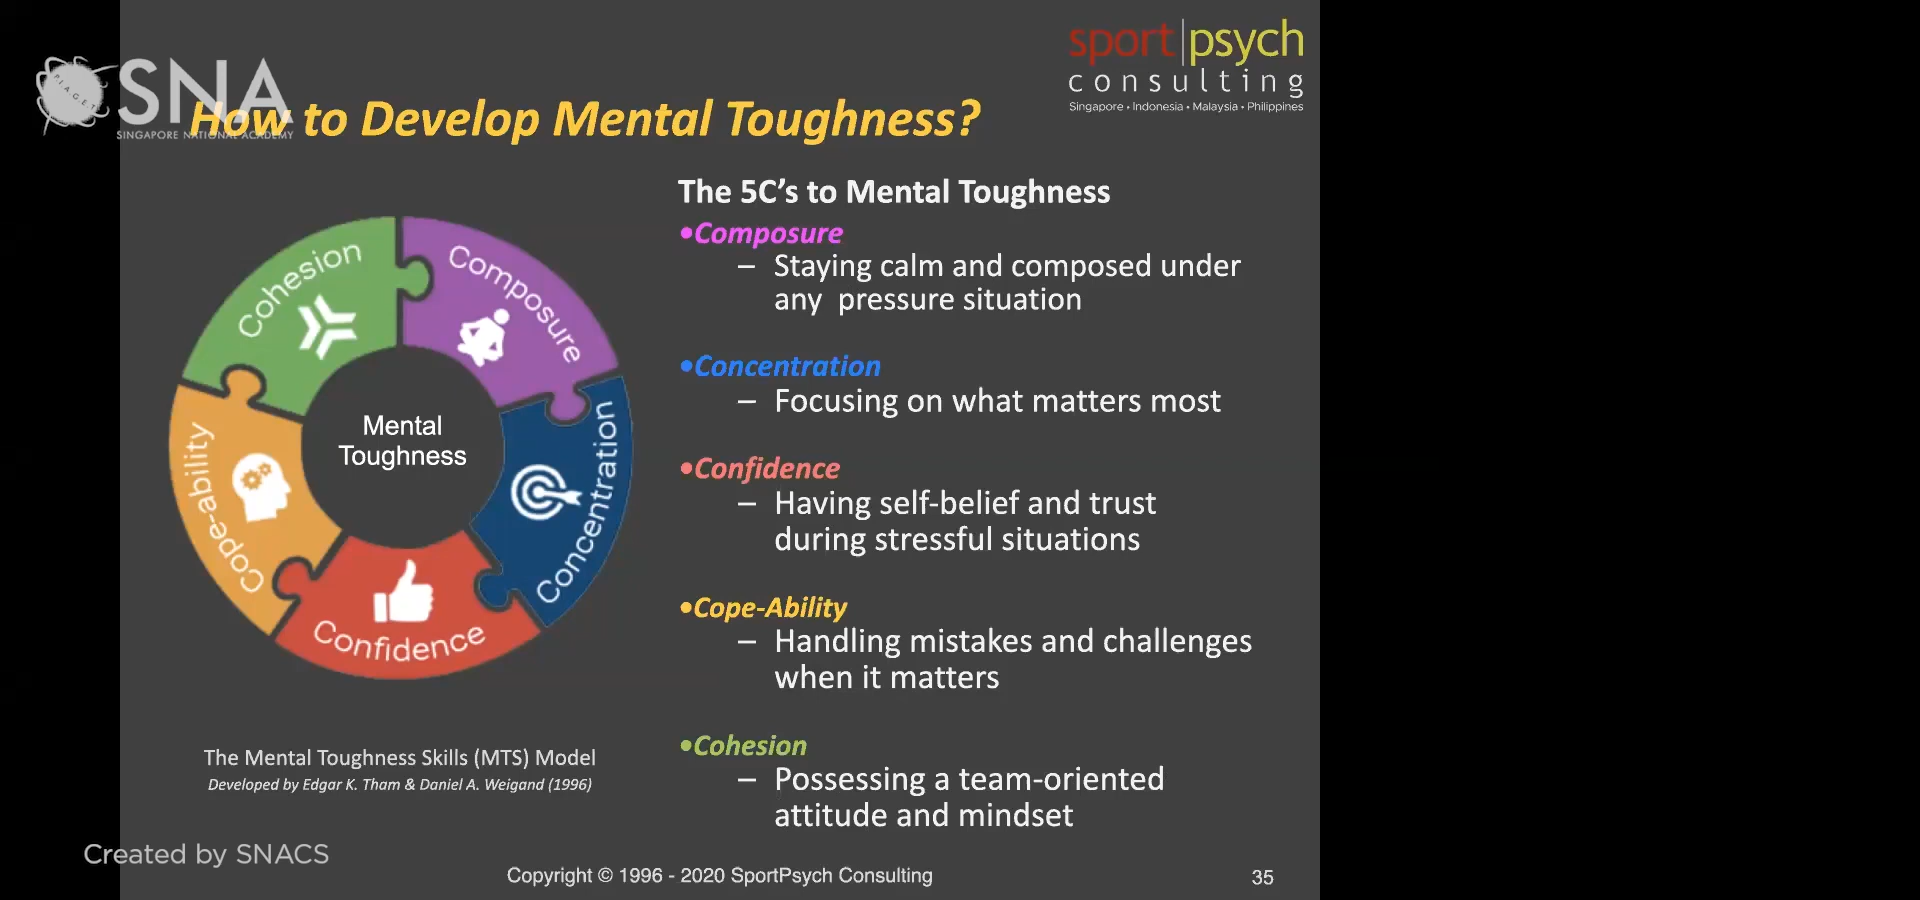 sport|psych
consulting
Singapore • Indonesia • Malaysia • Philippines
PIAGET
SNA
SINGAPORE NATIONAL ACADEMY
How to Develop Mental Toughness?
The 5C's to Mental Toughness
•Composure
– Staying calm and composed under
any pressure situation
•Concentration
– Focusing on what matters most
•Confidence
– Having self-belief and trust
during stressful situations
•Cope-Ability
– Handling mistakes and challenges
when it matters
•Cohesion
– Possessing a team-oriented
attitude and mindset
Cohesion
Composure
Concentration
Confidence
Cope-ability
Mental
Toughness
The Mental Toughness Skills (MTS) Model
Developed by Edgar K. Tham & Daniel A. Weigand (1996)
Created by SNACS
Copyright © 1996 - 2020 SportPsych Consulting
35